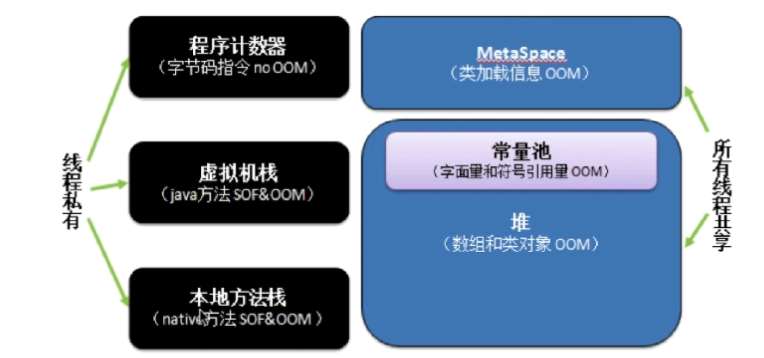 程序计数器
（字节码指令 no OOM）
MetaSpace
（类加载信息 OOM）
线程私有
虚拟机栈
（java方法 SOF&OOM）
常量池
（字面量和符号引用量 OOM）
堆
（数组和类对象 OOM）
所有线程共享
本地方法栈
（native方法 SOF&OOM ）